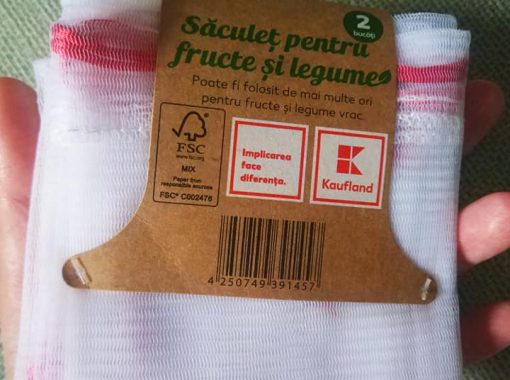 Săculeț pentru
fructe și legume
2
bucăți
Poate fi folosit de mai multe ori
pentru fructe și legume vrac.
FSC
www.fsc.org
MIX
Paper from
responsible sources
FSC® C002476
Implicarea
face
diferența.
Kaufland
4 250749 391457